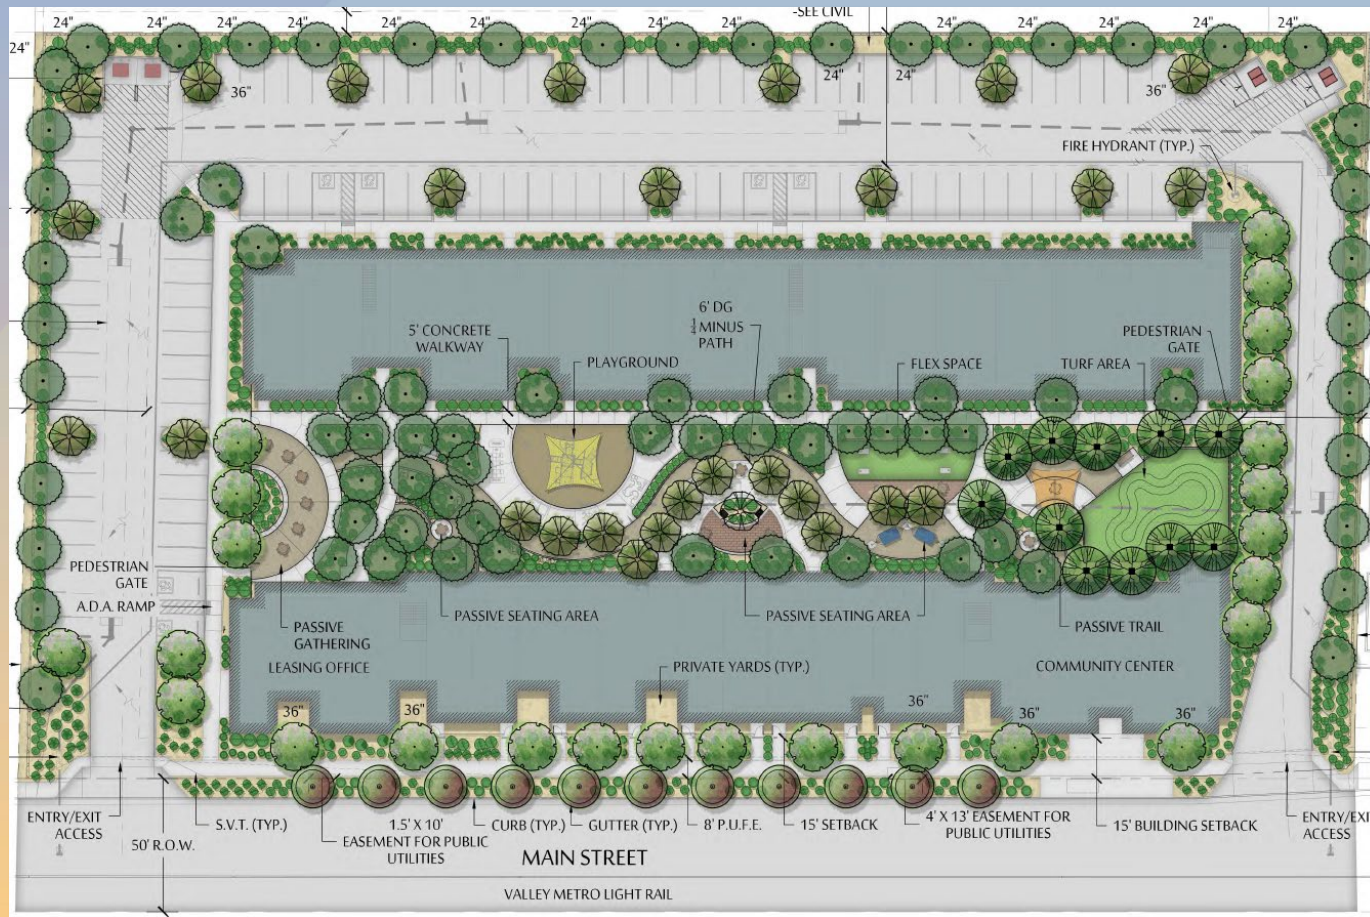 -SEE CIVIL
24" 24" 24" 24" 24" 24" 24" 24" 24" 24" 24" 24" 24" 24" 24"
24"
24" 24"
36" 36"
FIRE HYDRANT (TYP.)
6' DG
1/4 MINUS
PATH
5' CONCRETE
WALKWAY
PLAYGROUND
FLEX SPACE
TURF AREA
PEDESTRIAN
GATE
PEDESTRIAN
GATE
A.D.A. RAMP
PASSIVE
GATHERING
PASSIVE SEATING AREA
PASSIVE SEATING AREA
PASSIVE TRAIL
LEASING OFFICE
PRIVATE YARDS (TYP.)
COMMUNITY CENTER
36" 36" 36" 36" 36"
ENTRY/EXIT
ACCESS
S.V.T. (TYP.)
50' R.O.W.
1.5' X 10'
EASEMENT FOR PUBLIC
UTILITIES
CURB (TYP.)
GUTTER (TYP.)
8' P.U.F.E.
15' SETBACK
4' X 13' EASEMENT FOR
PUBLIC UTILITIES
15' BUILDING SETBACK
ENTRY/EXI
ACCESS
MAIN STREET
VALLEY METRO LIGHT RAIL